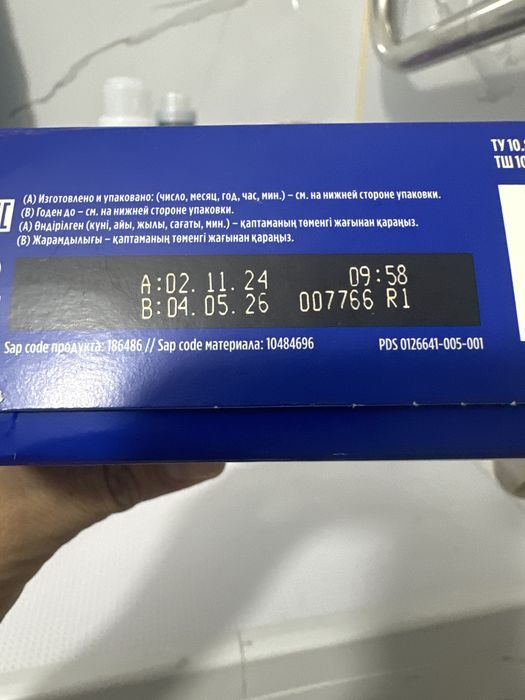 ТУ 10.
ТШ 10
(А) Изготовлено и упаковано: (число, месяц, год, час, мин.) – см. на нижней стороне упаковки.
(В) Годен до – см. на нижней стороне упаковки.
(А) Өндірілген (күні, айы, жылы, сағаты, мин.) – қаптаманың төменгі жағынан қараңыз.
(В) Жарамдылығы – қаптаманың төменгі жағынан қараңыз.
A:02. 11. 24 09:58
B:04. 05. 26 007766 R1
Sap code продукта: 186486 // Sap code материала: 10484696 PDS 0126641-005-001